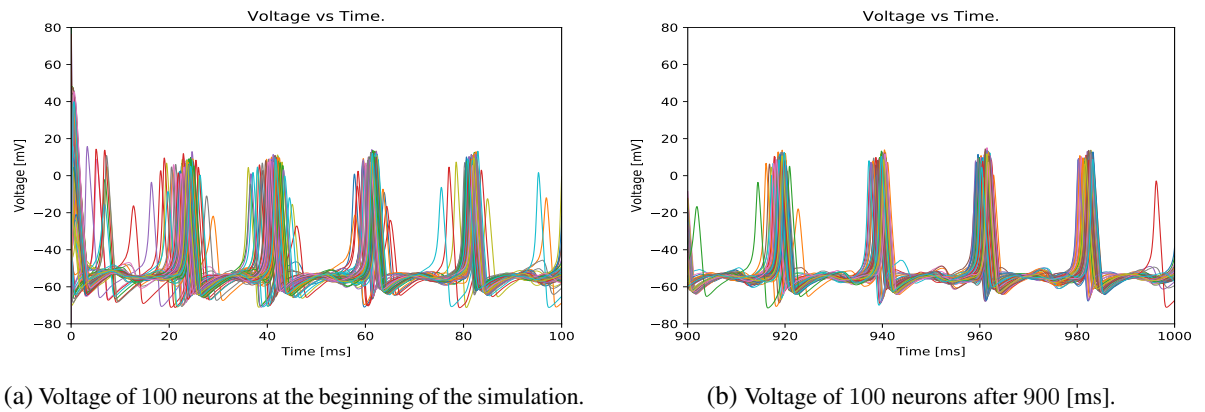 Voltage vs Time.
Voltage vs Time.
80
60
40
20
0
−20
−40
−60
−80
Voltage [mV]
0 20 40 60 80 100
Time [ms]
80
60
40
20
0
−20
−40
−60
−80
Voltage [mV]
900 920 940 960 980 1000
Time [ms]
(a) Voltage of 100 neurons at the beginning of the simulation.
(b) Voltage of 100 neurons after 900 [ms].